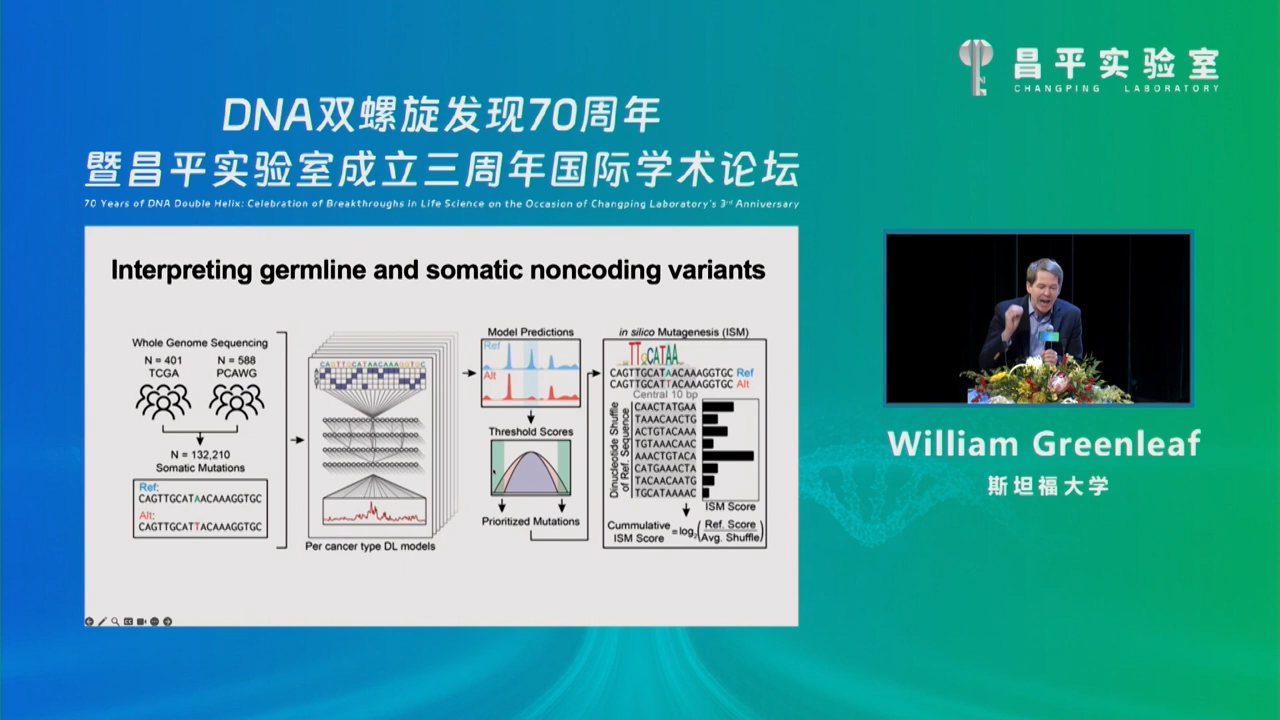 昌平实验室
CHANGPING LABORATORY
DNA双螺旋发现70周年
暨昌平实验室成立三周年国际学术论坛
70 Years of DNA Double Helix: Celebration of Breakthroughs in Life Science on the Occasion of Changping Laboratory's 3rd Anniversary
Interpreting germline and somatic noncoding variants
Whole Genome Sequencing
N = 401
TCGA
N = 588
PCAWG
N = 132,210
Somatic Mutations
Ref:
CAGTTGCATAACAAAGGTGC
Alt:
CAGTTGCATTACAAAGGTGC
CAGTTGCATAACAAAGGTGC
Per cancer type DL models
Model Predictions
Ref
Alt
Threshold Scores
Prioritized Mutations
in silico Mutagenesis (ISM)
TTGCATAA
CAGTTGCATAACAAAGGTGC Ref
CAGTTGCATTACAAAGGTGC Alt
Central 10 bp
Dinucleotide Shuffle
of Ref. Sequence
CAACTATGAA
TAAACAACTG
ACTGTACAAA
TGTAAACAAC
AAACTGTACA
CATGAAACTA
TACAACAATG
TGCATAAAAC
ISM Score
Cummulative
ISM Score
=log2(Ref. Score/Avg. Shuffle)
William Greenleaf
斯坦福大学